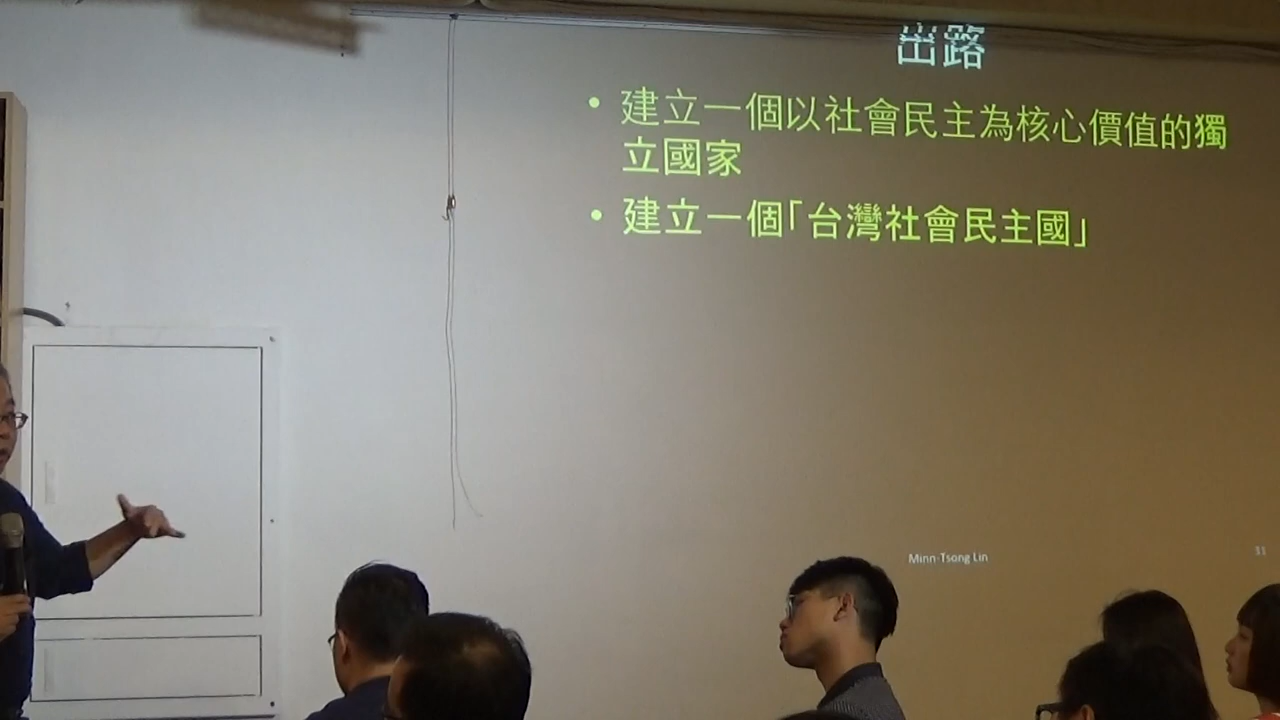 出路
• 建立一個以社會民主為核心價值的獨
立國家
• 建立一個「台灣社會民主國」
Minn-Tsong Lin
31